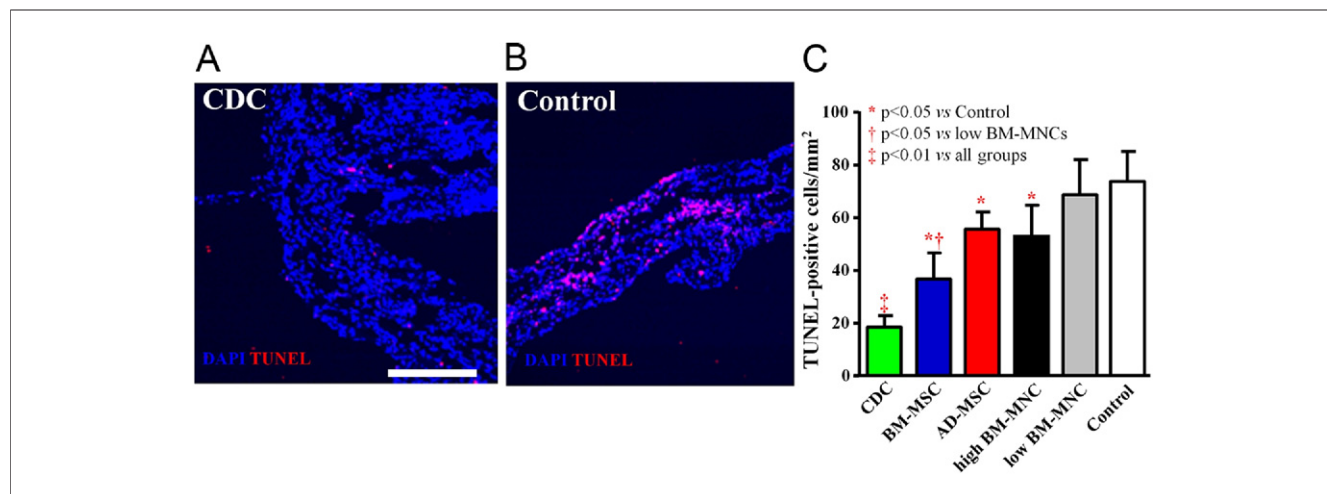 A
B
C
CDC
Control
DAPI TUNEL
DAPI TUNEL
* p<0.05 vs Control
† p<0.05 vs low BM-MNCs
‡ p<0.01 vs all groups
TUNEL-positive cells/mm²
100
80
60
40
20
0
‡
*†
*
*
CDC
BM-MSC
AD-MSC
high BM-MNC
low BM-MNC
Control